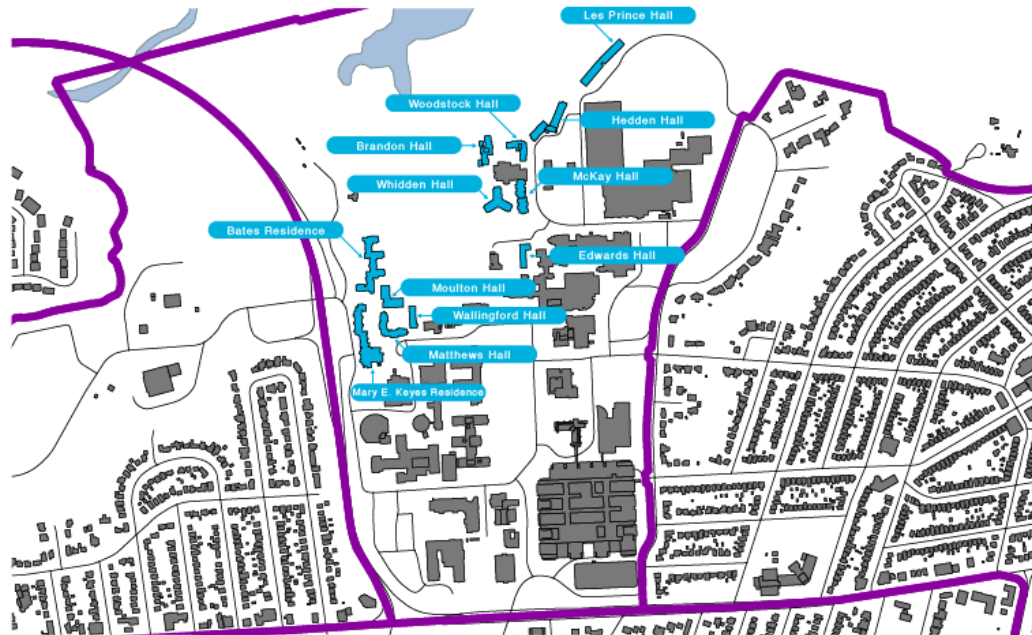 Les Prince Hall
Woodstock Hall
Hedden Hall
Brandon Hall
McKay Hall
Whidden Hall
Bates Residence
Edwards Hall
Moulton Hall
Wallingford Hall
Matthews Hall
Mary E. Keyes Residence